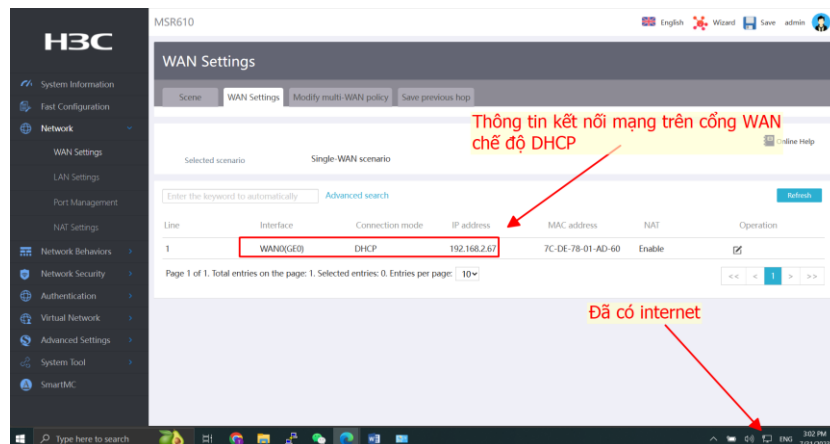 MSR610
English Wizard Save admin
H3C
WAN Settings
System Information
Fast Configuration
Network
WAN Settings
LAN Settings
Port Management
NAT Settings
Network Behaviors
Network Security
Authentication
Virtual Network
Advanced Settings
System Tool
SmartMC
Scene WAN Settings Modify multi-WAN policy Save previous hop
Thông tin kết nối mạng trên cổng WAN
chế độ DHCP
Online Help
Selected scenario Single-WAN scenario
Enter the keyword to automatically Advanced search Refresh
Line Interface Connection mode IP address MAC address NAT Operation
1 WAN0(GE0) DHCP 192.168.2.67 7C-DE-78-01-AD-60 Enable
Page 1 of 1. Total entries on the page: 1. Selected entries: 0. Entries per page: 10
<< < 1 > >>
Đã có internet
Type here to search
ENG 3:02 PM